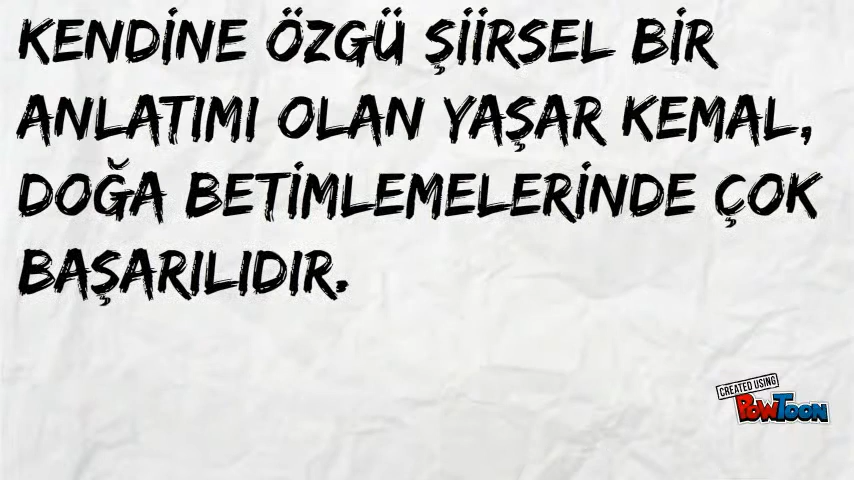 KENDİNE ÖZGÜ ŞİİRSEL BİR
ANLATIMI OLAN YAŞAR KEMAL,
DOĞA BETİMLEMELERİNDE ÇOK
BAŞARILIDIR.
CREATED USING
POWTOON